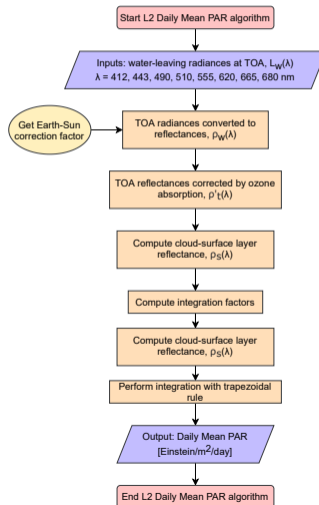 Start L2 Daily Mean PAR algorithm
Inputs: water-leaving radiances at TOA, Lw(λ)
λ = 412, 443, 490, 510, 555, 620, 665, 680 nm
Get Earth-Sun
correction factor
TOA radiances converted to
reflectances, ρw(λ)
TOA reflectances corrected by ozone
absorption, ρ't(λ)
Compute cloud-surface layer
reflectance, ρs(λ)
Compute integration factors
Compute cloud-surface layer
reflectance, ρs(λ)
Perform integration with trapezoidal
rule
Output: Daily Mean PAR
[Einstein/m²/day]
End L2 Daily Mean PAR algorithm